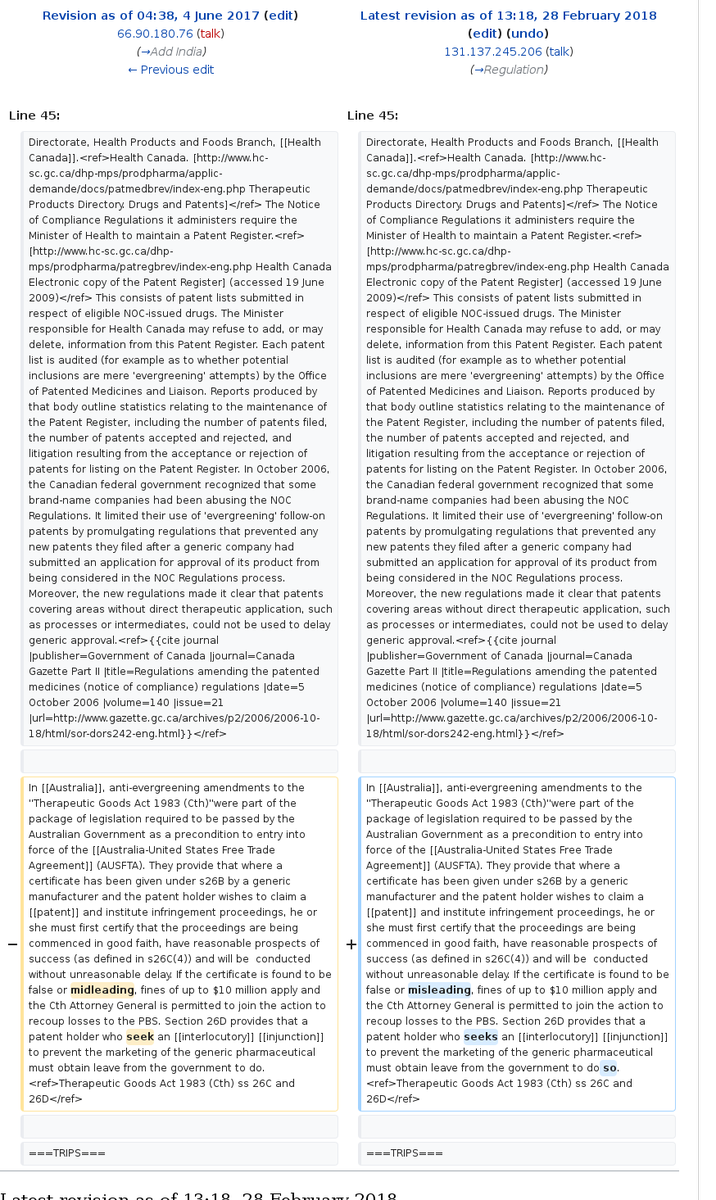 Revision as of 04:38, 4 June 2017 (edit)
66.90.180.76 (talk)
(→Add India)
← Previous edit
Latest revision as of 13:18, 28 February 2018
(edit) (undo)
131.137.245.206 (talk)
(→Regulation)
Line 45:
Directorate, Health Products and Foods Branch, [[Health
Canada]].<ref>Health Canada. [http://www.hc-
sc.gc.ca/dhp-mps/prodpharma/applic-
demande/docs/patmedbrev/index-eng.php Therapeutic
Products Directory. Drugs and Patents]</ref> The Notice
of Compliance Regulations it administers require the
Minister of Health to maintain a Patent Register.<ref>
[http://www.hc-sc.gc.ca/dhp-
mps/prodpharma/patregbrev/index-eng.php Health Canada
Electronic copy of the Patent Register] (accessed 19 June
2009)</ref> This consists of patent lists submitted in
respect of eligible NOC-issued drugs. The Minister
responsible for Health Canada may refuse to add, or may
delete, information from this Patent Register. Each patent
list is audited (for example as to whether potential
inclusions are mere 'evergreening' attempts) by the Office
of Patented Medicines and Liaison. Reports produced by
that body outline statistics relating to the maintenance of
the Patent Register, including the number of patents filed,
the number of patents accepted and rejected, and
litigation resulting from the acceptance or rejection of
patents for listing on the Patent Register. In October 2006,
the Canadian federal government recognized that some
brand-name companies had been abusing the NOC
Regulations. It limited their use of 'evergreening' follow-on
patents by promulgating regulations that prevented any
new patents they filed after a generic company had
submitted an application for approval of its product from
being considered in the NOC Regulations process.
Moreover, the new regulations made it clear that patents
covering areas without direct therapeutic application, such
as processes or intermediates, could not be used to delay
generic approval.<ref>{{cite journal
|publisher=Government of Canada |journal=Canada
Gazette Part II |title=Regulations amending the patented
medicines (notice of compliance) regulations |date=5
October 2006 |volume=140 |issue=21
|url=http://www.gazette.gc.ca/archives/p2/2006/2006-10-
18/html/sor-dors242-eng.html}}</ref>
− In [[Australia]], anti-evergreening amendments to the
''Therapeutic Goods Act 1983 (Cth)''were part of the
package of legislation required to be passed by the
Australian Government as a precondition to entry into
force of the [[Australia-United States Free Trade
Agreement]] (AUSFTA). They provide that where a
certificate has been given under s26B by a generic
manufacturer and the patent holder wishes to claim a
[[patent]] and institute infringement proceedings, he or
she must first certify that the proceedings are being
commenced in good faith, have reasonable prospects of
success (as defined in s26C(4)) and will be  conducted
without unreasonable delay. If the certificate is found to be
false or midleading, fines of up to $10 million apply and
the Cth Attorney General is permitted to join the action to
recoup losses to the PBS. Section 26D provides that a
patent holder who seek an [[interlocutory]] [[injunction]]
to prevent the marketing of the generic pharmaceutical
must obtain leave from the government to do.
<ref>Therapeutic Goods Act 1983 (Cth) ss 26C and
26D</ref>
===TRIPS===
Line 45:
Directorate, Health Products and Foods Branch, [[Health
Canada]].<ref>Health Canada. [http://www.hc-
sc.gc.ca/dhp-mps/prodpharma/applic-
demande/docs/patmedbrev/index-eng.php Therapeutic
Products Directory. Drugs and Patents]</ref> The Notice
of Compliance Regulations it administers require the
Minister of Health to maintain a Patent Register.<ref>
[http://www.hc-sc.gc.ca/dhp-
mps/prodpharma/patregbrev/index-eng.php Health Canada
Electronic copy of the Patent Register] (accessed 19 June
2009)</ref> This consists of patent lists submitted in
respect of eligible NOC-issued drugs. The Minister
responsible for Health Canada may refuse to add, or may
delete, information from this Patent Register. Each patent
list is audited (for example as to whether potential
inclusions are mere 'evergreening' attempts) by the Office
of Patented Medicines and Liaison. Reports produced by
that body outline statistics relating to the maintenance of
the Patent Register, including the number of patents filed,
the number of patents accepted and rejected, and
litigation resulting from the acceptance or rejection of
patents for listing on the Patent Register. In October 2006,
the Canadian federal government recognized that some
brand-name companies had been abusing the NOC
Regulations. It limited their use of 'evergreening' follow-on
patents by promulgating regulations that prevented any
new patents they filed after a generic company had
submitted an application for approval of its product from
being considered in the NOC Regulations process.
Moreover, the new regulations made it clear that patents
covering areas without direct therapeutic application, such
as processes or intermediates, could not be used to delay
generic approval.<ref>{{cite journal
|publisher=Government of Canada |journal=Canada
Gazette Part II |title=Regulations amending the patented
medicines (notice of compliance) regulations |date=5
October 2006 |volume=140 |issue=21
|url=http://www.gazette.gc.ca/archives/p2/2006/2006-10-
18/html/sor-dors242-eng.html}}</ref>
+ In [[Australia]], anti-evergreening amendments to the
''Therapeutic Goods Act 1983 (Cth)''were part of the
package of legislation required to be passed by the
Australian Government as a precondition to entry into
force of the [[Australia-United States Free Trade
Agreement]] (AUSFTA). They provide that where a
certificate has been given under s26B by a generic
manufacturer and the patent holder wishes to claim a
[[patent]] and institute infringement proceedings, he or
she must first certify that the proceedings are being
commenced in good faith, have reasonable prospects of
success (as defined in s26C(4)) and will be  conducted
without unreasonable delay. If the certificate is found to be
false or misleading, fines of up to $10 million apply and
the Cth Attorney General is permitted to join the action to
recoup losses to the PBS. Section 26D provides that a
patent holder who seeks an [[interlocutory]] [[injunction]]
to prevent the marketing of the generic pharmaceutical
must obtain leave from the government to do so.
<ref>Therapeutic Goods Act 1983 (Cth) ss 26C and
26D</ref>
===TRIPS===
Latest revision as of 13:18, 28 February 2018